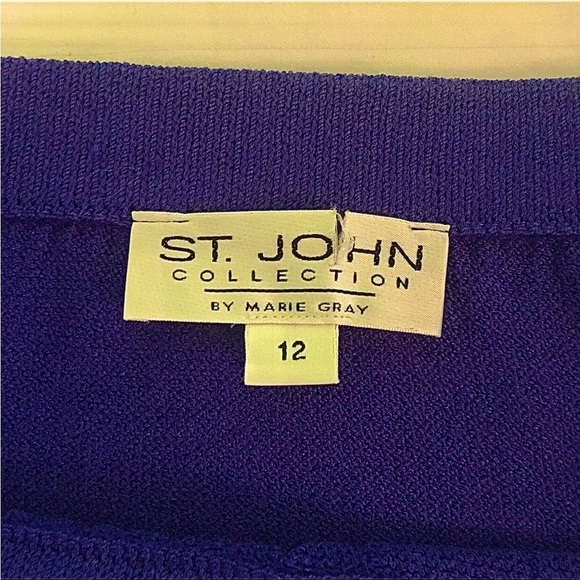 ST. JOHN
COLLECTION
BY MARIE GRAY
12